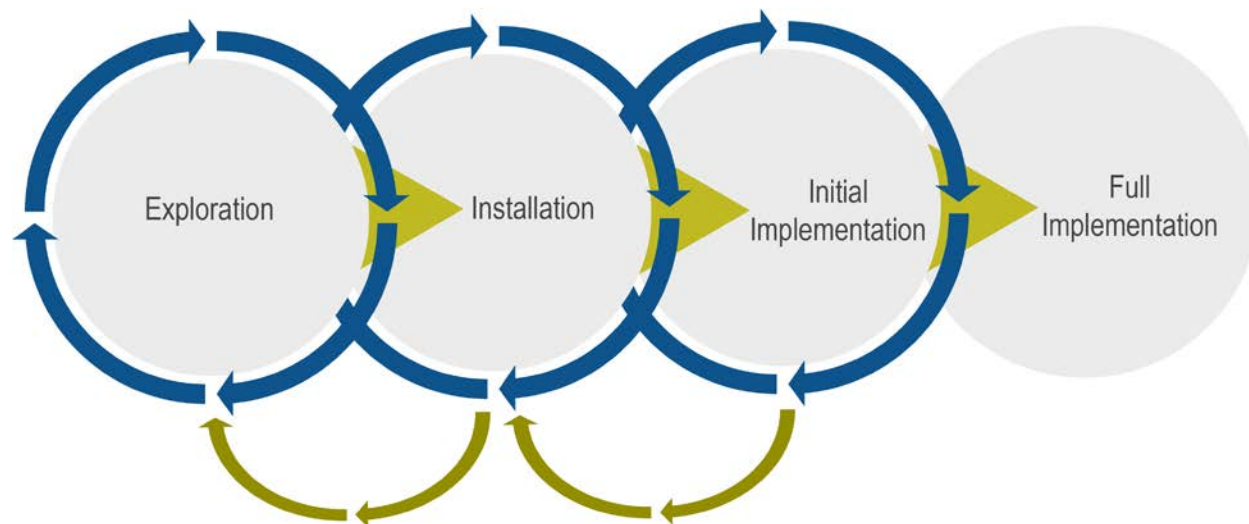 Exploration
Installation
Initial
Implementation
Full
Implementation